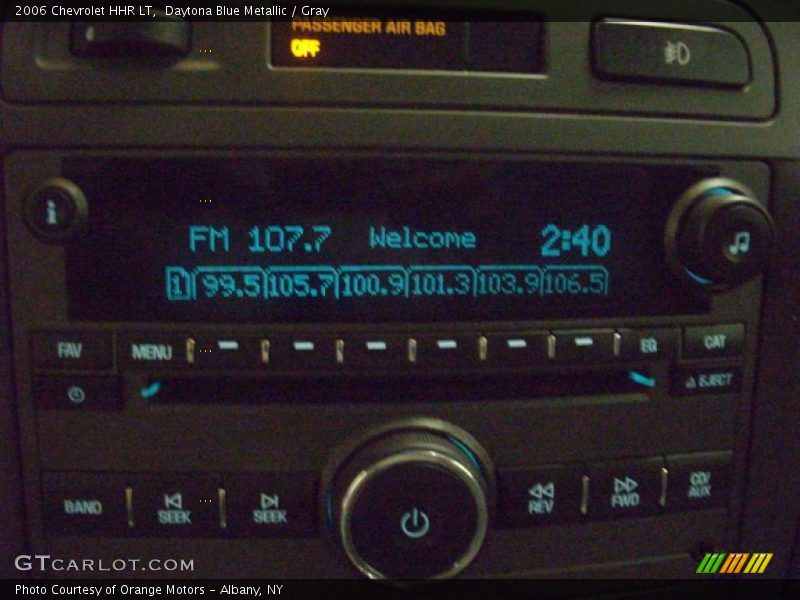 2006 Chevrolet HHR LT,  Daytona Blue Metallic / Gray
PASSENGER AIR BAG
OFF
i
FM 107.7 Welcome 2:40
1 99.5 105.7 100.9 101.3 103.9 106.5
FAV MENU EQ CAT
EJECT
BAND SEEK SEEK REV FWD CD/
AUX
GTCARLOT.COM
Photo Courtesy of Orange Motors - Albany, NY